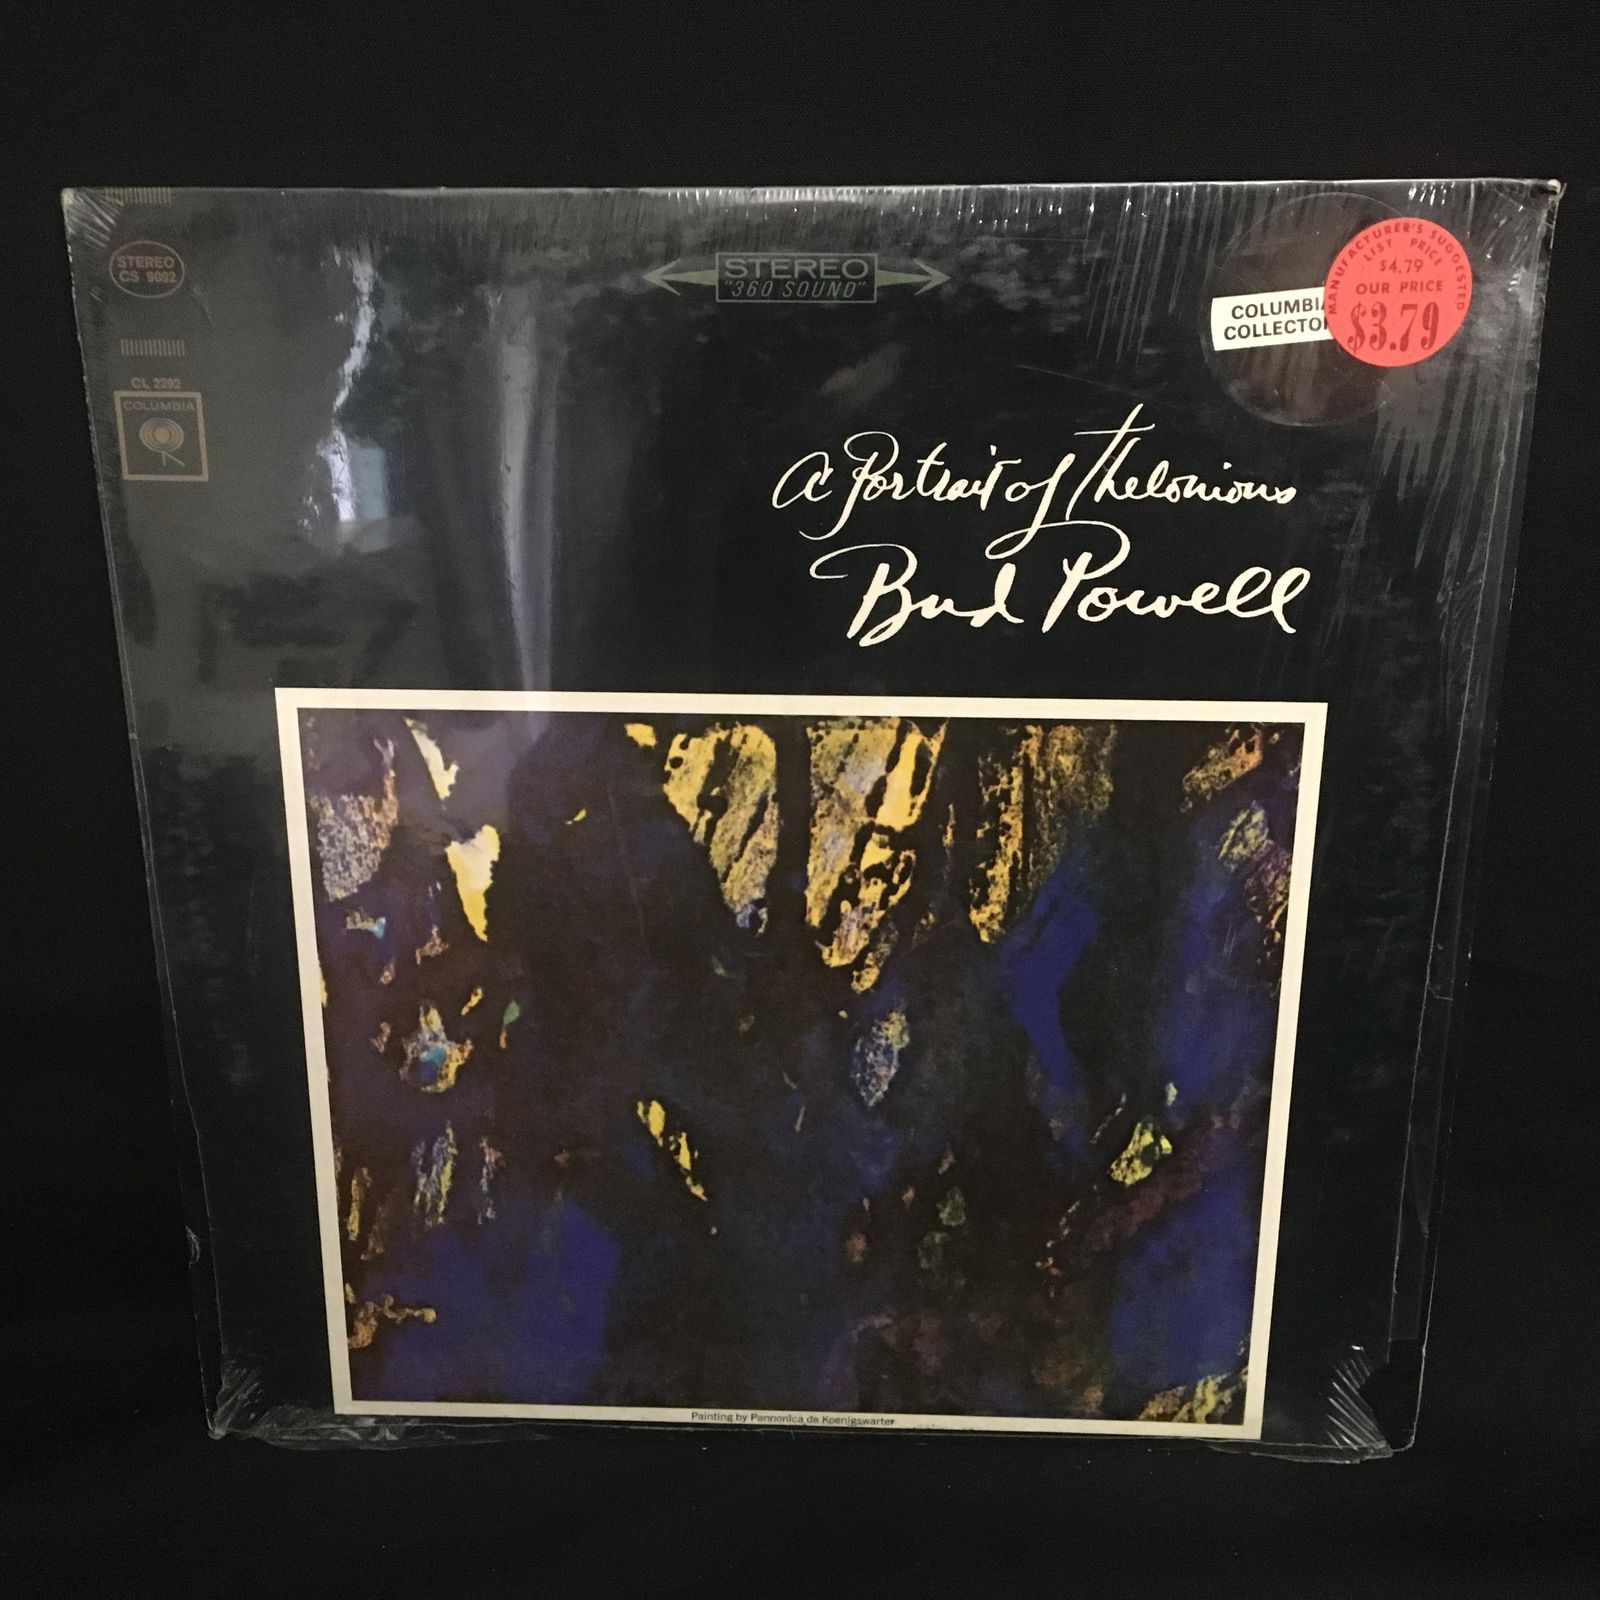 STEREO
CS 9092
STEREO
"360 SOUND"
MANUFACTURER'S SUGGESTED
LIST PRICE
$4.79
OUR PRICE
$3.79
COLUMBIA
COLLECTO
CL 2292
COLUMBIA
A Portrait of Thelonious
Bud Powell
Painting by Pannonica de Koenigswarter